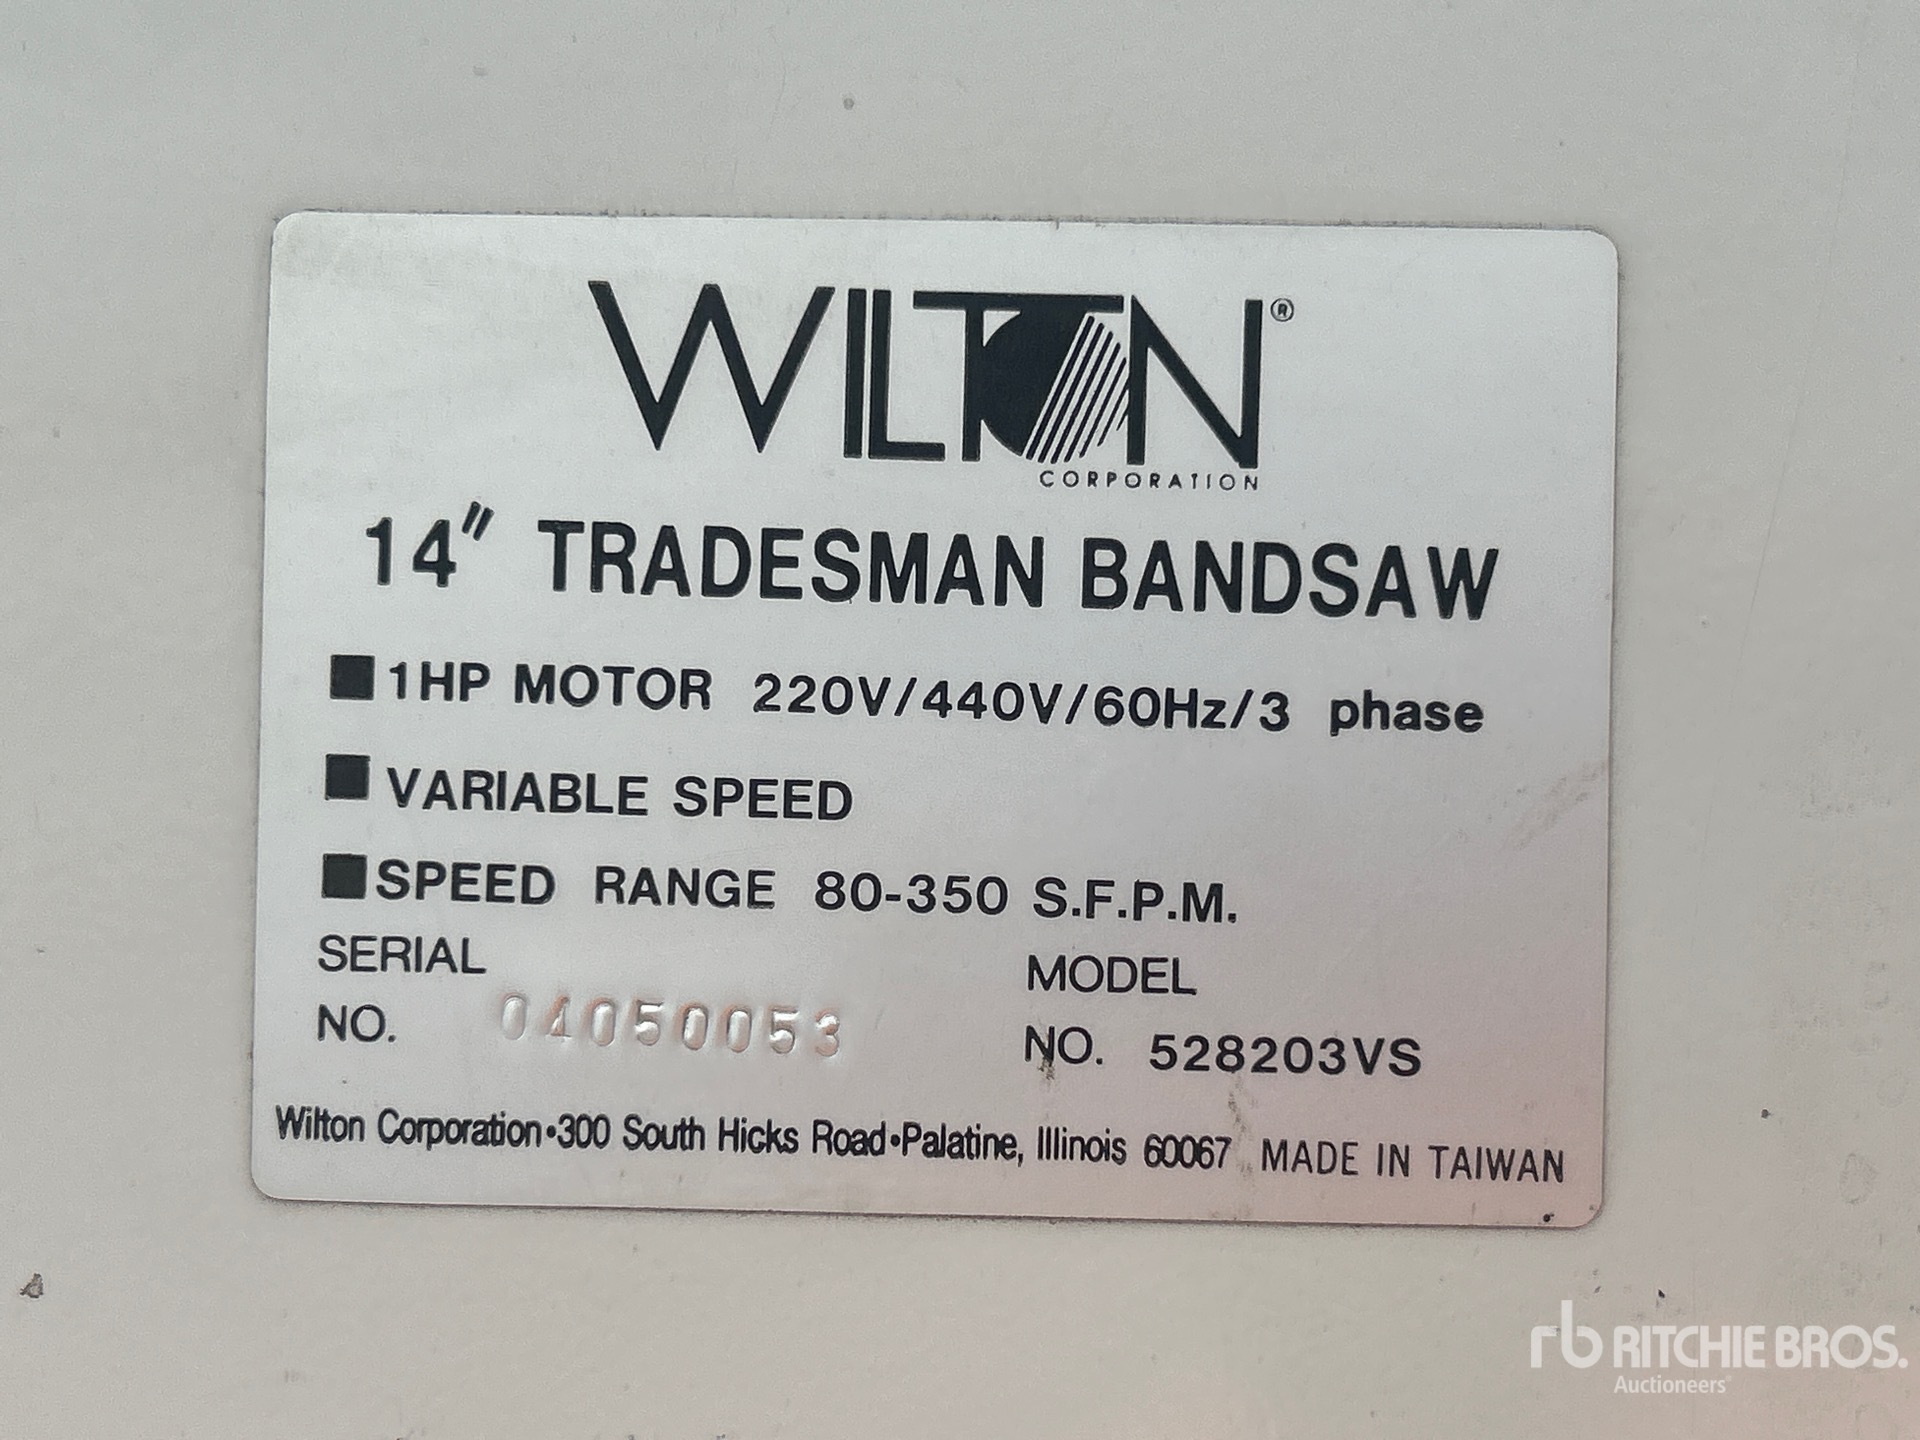 WILTON®
CORPORATION
14" TRADESMAN BANDSAW
■ 1HP MOTOR 220V/440V/60Hz/3 phase
■ VARIABLE SPEED
■ SPEED RANGE 80-350 S.F.P.M.
SERIAL NO. 04050053
MODEL NO. 528203VS
Wilton Corporation•300 South Hicks Road•Palatine, Illinois 60067 MADE IN TAIWAN
rb RITCHIE BROS.
Auctioneers